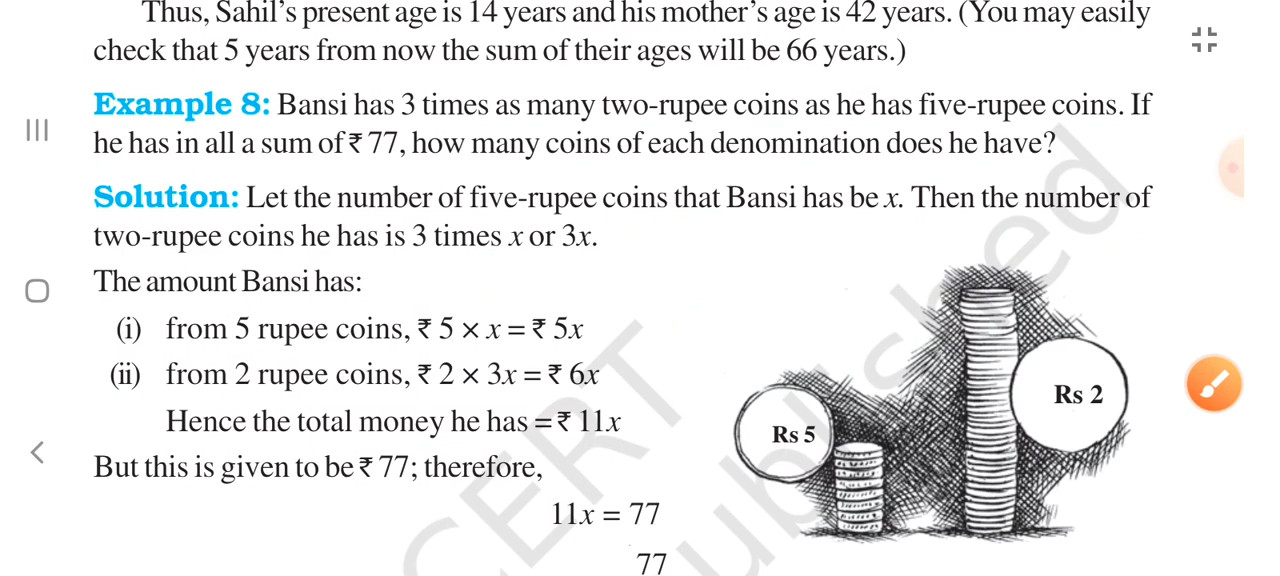 Thus, Sahil's present age is 14 years and his mother's age is 42 years. (You may easily
check that 5 years from now the sum of their ages will be 66 years.)
Example 8: Bansi has 3 times as many two-rupee coins as he has five-rupee coins. If
he has in all a sum of ₹ 77, how many coins of each denomination does he have?
Solution: Let the number of five-rupee coins that Bansi has be x. Then the number of
two-rupee coins he has is 3 times x or 3x.
The amount Bansi has:
(i) from 5 rupee coins, ₹ 5 × x = ₹ 5x
(ii) from 2 rupee coins, ₹ 2 × 3x = ₹ 6x
Hence the total money he has = ₹ 11x
But this is given to be ₹ 77; therefore,
11x = 77
77
Rs 5
Rs 2
CERT
ublished